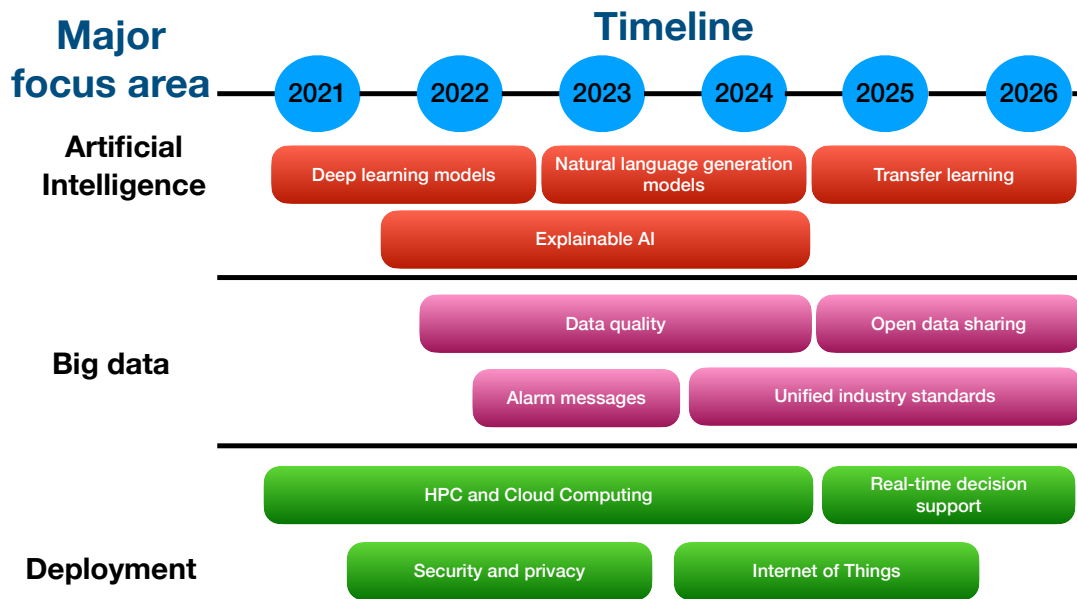 Major
focus area
Timeline
2021
2022
2023
2024
2025
2026
Artificial
Intelligence
Deep learning models
Natural language generation
models
Transfer learning
Explainable AI
Big data
Data quality
Open data sharing
Alarm messages
Unified industry standards
Deployment
HPC and Cloud Computing
Real-time decision
support
Security and privacy
Internet of Things